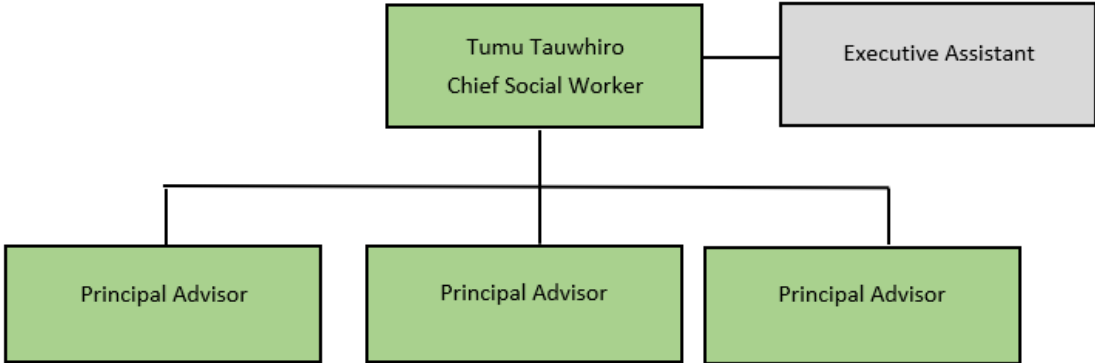 Tumu Tauwhiro
Chief Social Worker
Executive Assistant
Principal Advisor
Principal Advisor
Principal Advisor